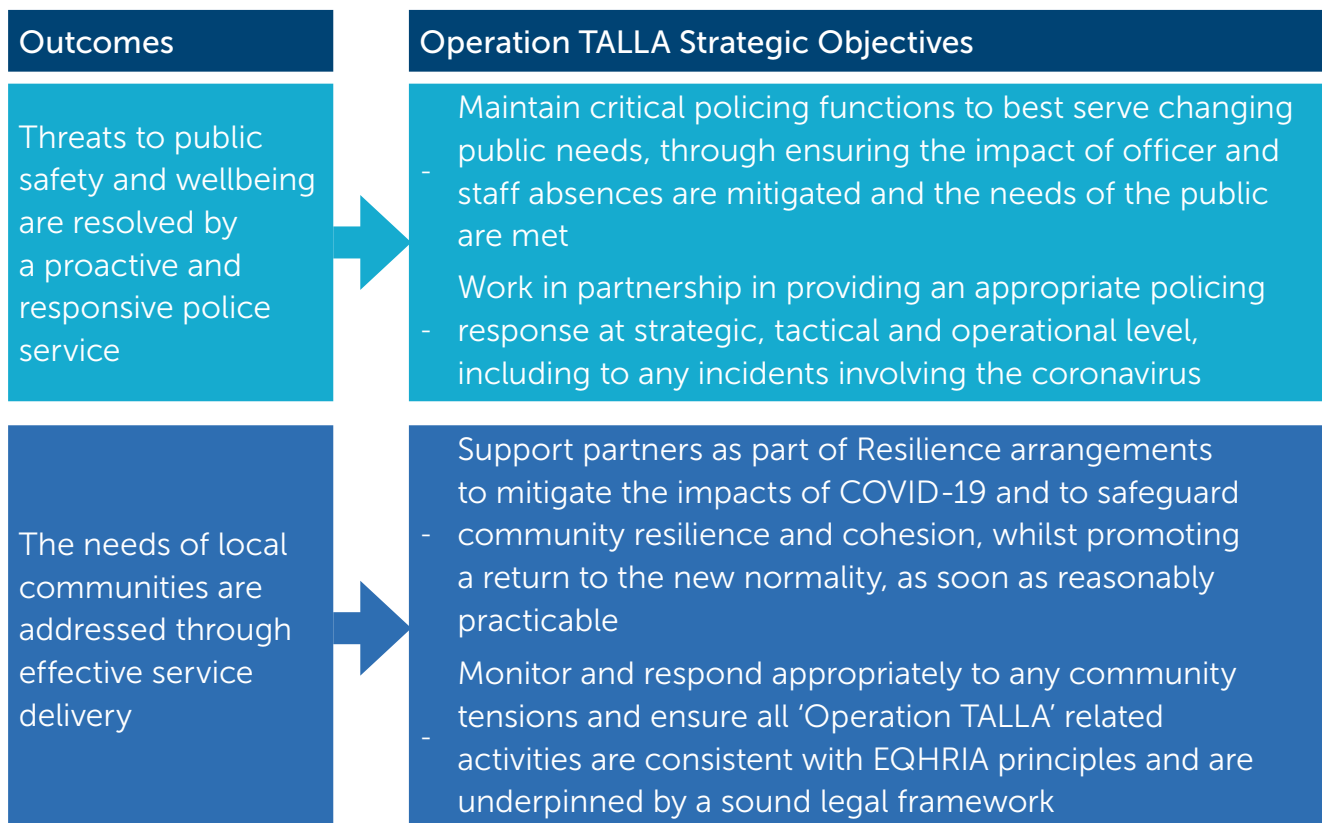 Outcomes
Operation TALLA Strategic Objectives
Threats to public
safety and wellbeing
are resolved by
a proactive and
responsive police
service
- Maintain critical policing functions to best serve changing
public needs, through ensuring the impact of officer and
staff absences are mitigated and the needs of the public
are met
- Work in partnership in providing an appropriate policing
response at strategic, tactical and operational level,
including to any incidents involving the coronavirus
The needs of local
communities are
addressed through
effective service
delivery
- Support partners as part of Resilience arrangements
to mitigate the impacts of COVID-19 and to safeguard
community resilience and cohesion, whilst promoting
a return to the new normality, as soon as reasonably
practicable
- Monitor and respond appropriately to any community
tensions and ensure all ‘Operation TALLA’ related
activities are consistent with EQHRIA principles and are
underpinned by a sound legal framework